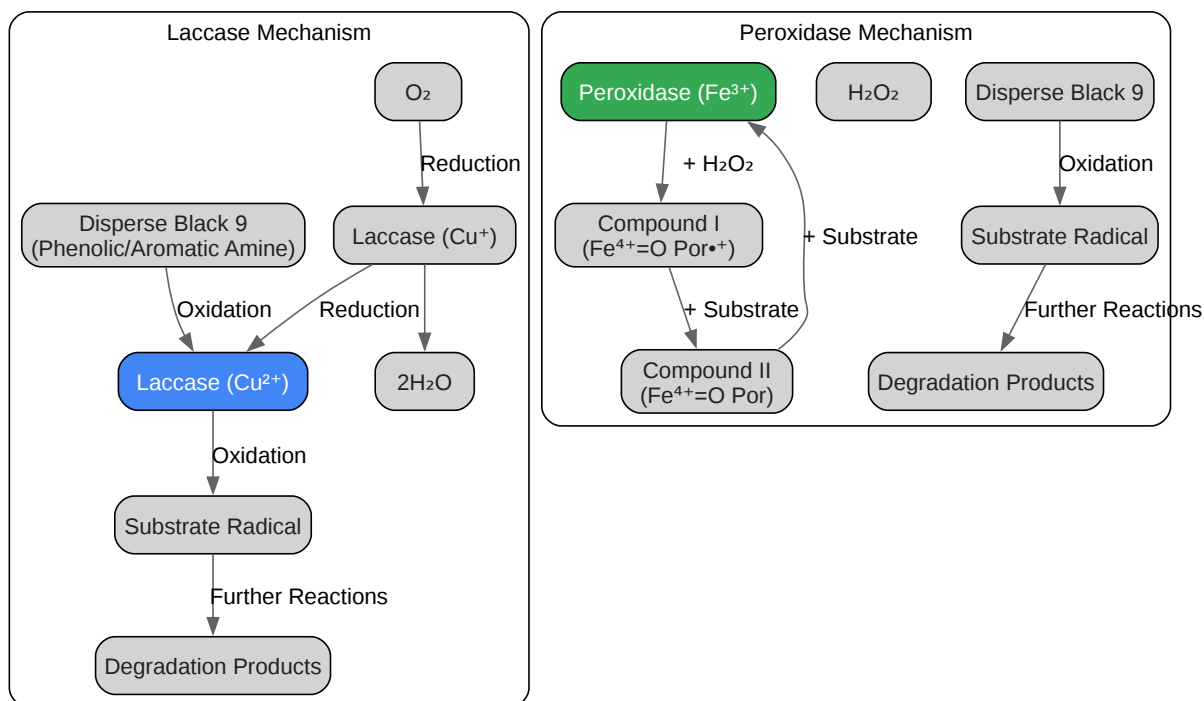 Laccase Mechanism
O₂
Reduction
Disperse Black 9
(Phenolic/Aromatic Amine)
Laccase (Cu⁺)
Oxidation
Reduction
Laccase (Cu²⁺)
2H₂O
Oxidation
Substrate Radical
Further Reactions
Degradation Products
Peroxidase Mechanism
Peroxidase (Fe³⁺)
H₂O₂
Disperse Black 9
+ H₂O₂
Oxidation
Compound I
(Fe⁴⁺=O Por•⁺)
+ Substrate
Substrate Radical
+ Substrate
Further Reactions
Compound II
(Fe⁴⁺=O Por)
Degradation Products